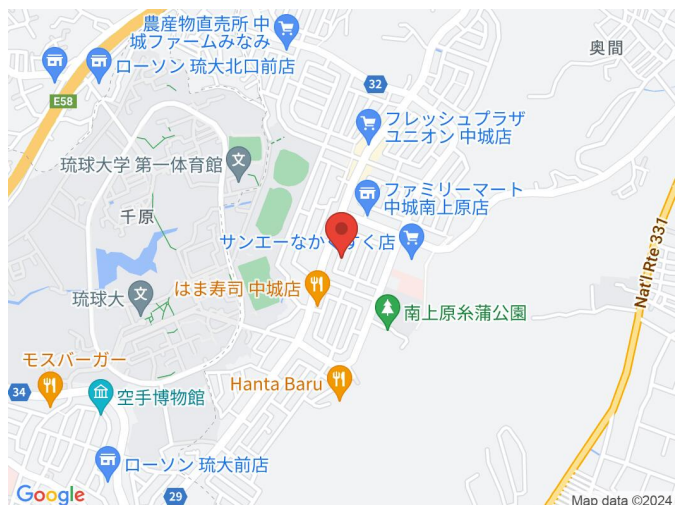 農産物直売所 中
城ファームみなみ
奥間
ローソン 琉大北口前店
32
E58
フレッシュプラザ
ユニオン 中城店
琉球大学 第一体育館
ファミリーマート
中城南上原店
千原
サンエーなかぐすく店
Nat'l Rte 331
はま寿司 中城店
琉球大
南上原糸蒲公園
モスバーガー
Hanta Baru
34
空手博物館
ローソン 琉大前店
29
Google
Map data ©2024